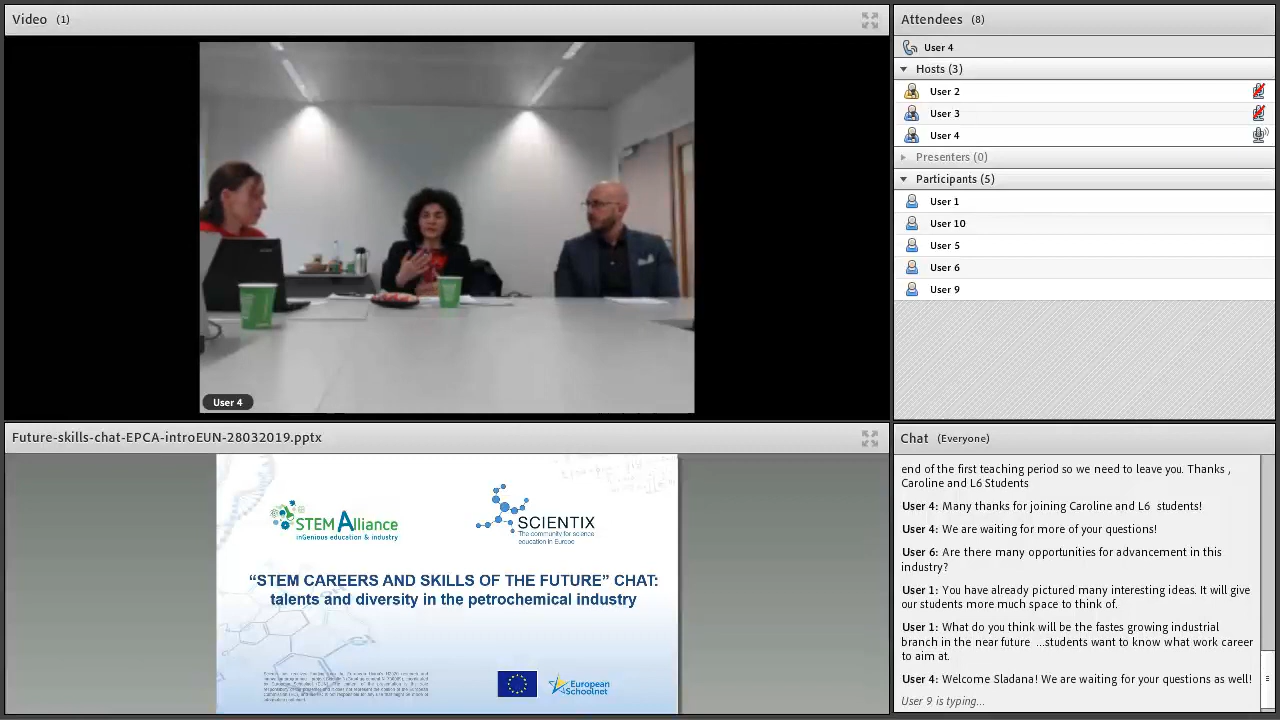 Video (1)
User 4
Attendees (8)
User 4
Hosts (3)
User 2
User 3
User 4
Presenters (0)
Participants (5)
User 1
User 10
User 5
User 6
User 9
Future-skills-chat-EPCA-introEUN-28032019.pptx
STEM Alliance
inGenious education & industry
SCIENTIX
The community for science
education in Europe
“STEM CAREERS AND SKILLS OF THE FUTURE” CHAT:
talents and diversity in the petrochemical industry
European
Schoolnet
Chat (Everyone)
end of the first teaching period so we need to leave you. Thanks ,
Caroline and L6 Students
User 4: Many thanks for joining Caroline and L6 students!
User 4: We are waiting for more of your questions!
User 6: Are there many opportunities for advancement in this
industry?
User 1: You have already pictured many interesting ideas. It will give
our students more much space to think of.
User 1: What do you think will be the fastes growing industrial
branch in the near future... students want to know what work career
to aim at.
User 4: Welcome Slawa! We are waiting for your questions as well !
User 9 is typing...